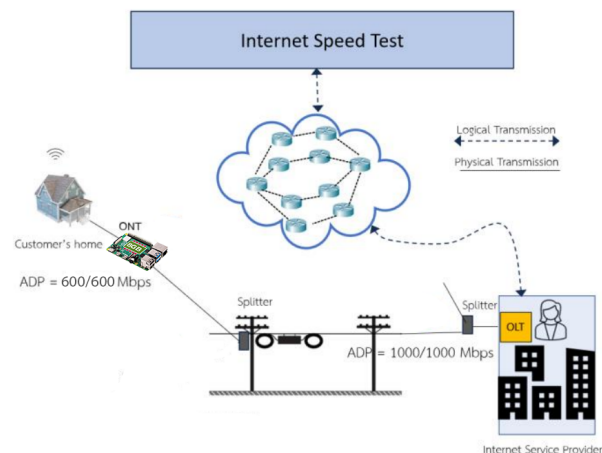 Internet Speed Test
Logical Transmission
Physical Transmission
ONT
8GB
Customer's home
ADP = 600/600 Mbps
Splitter
Splitter
OLT
ADP = 1000/1000 Mbps
Internet Service Provider